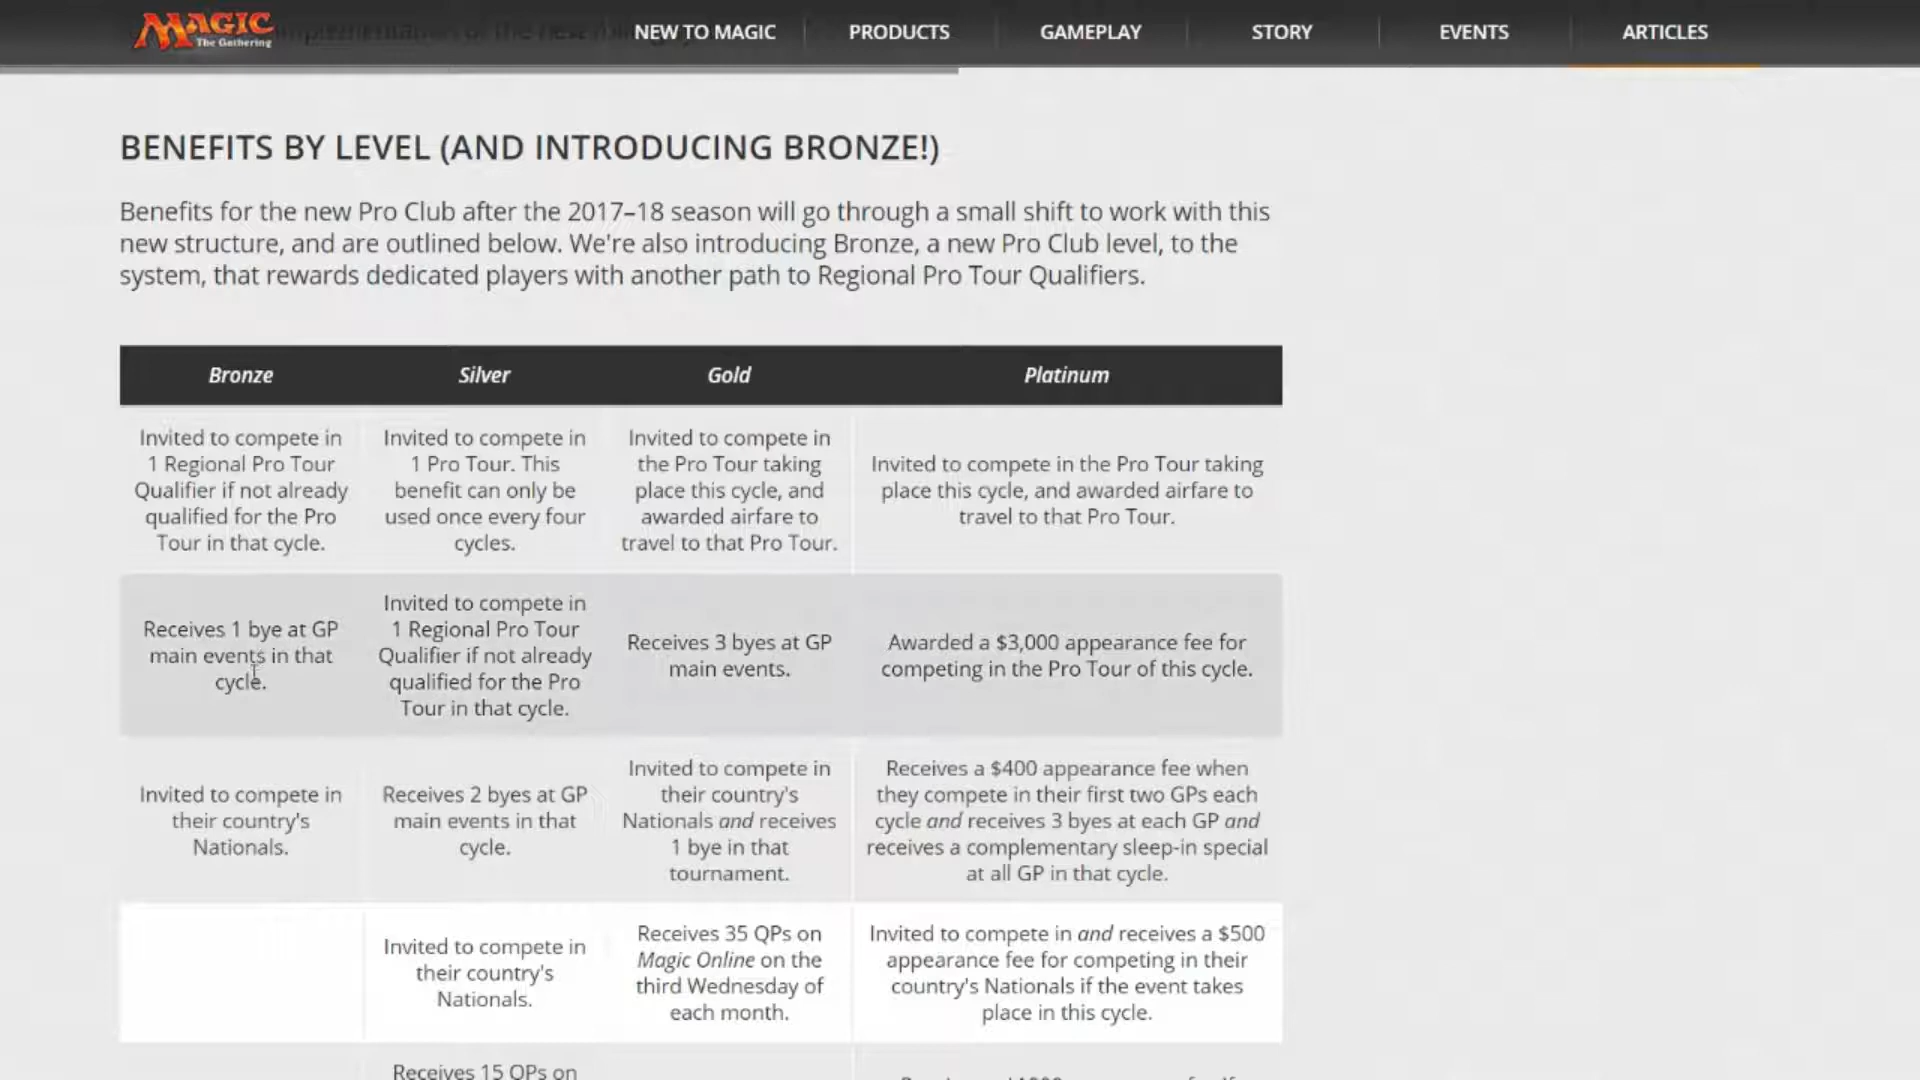 MAGIC
The Gathering
NEW TO MAGIC
PRODUCTS
GAMEPLAY
STORY
EVENTS
ARTICLES
BENEFITS BY LEVEL (AND INTRODUCING BRONZE!)
Benefits for the new Pro Club after the 2017–18 season will go through a small shift to work with this
new structure, and are outlined below. We're also introducing Bronze, a new Pro Club level, to the
system, that rewards dedicated players with another path to Regional Pro Tour Qualifiers.
Bronze
Silver
Gold
Platinum
Invited to compete in
1 Regional Pro Tour
Qualifier if not already
qualified for the Pro
Tour in that cycle.
Invited to compete in
1 Pro Tour. This
benefit can only be
used once every four
cycles.
Invited to compete in
the Pro Tour taking
place this cycle, and
awarded airfare to
travel to that Pro Tour.
Invited to compete in the Pro Tour taking
place this cycle, and awarded airfare to
travel to that Pro Tour.
Receives 1 bye at GP
main events in that
cycle.
Invited to compete in
1 Regional Pro Tour
Qualifier if not already
qualified for the Pro
Tour in that cycle.
Receives 3 byes at GP
main events.
Awarded a $3,000 appearance fee for
competing in the Pro Tour of this cycle.
Invited to compete in
their country's
Nationals.
Receives 2 byes at GP
main events in that
cycle.
Invited to compete in
their country's
Nationals and receives
1 bye in that
tournament.
Receives a $400 appearance fee when
they compete in their first two GPs each
cycle and receives 3 byes at each GP and
receives a complementary sleep-in special
at all GP in that cycle.
Invited to compete in
their country's
Nationals.
Receives 35 QPs on
Magic Online on the
third Wednesday of
each month.
Invited to compete in and receives a $500
appearance fee for competing in their
country's Nationals if the event takes
place in this cycle.
Receives 15 QPs on